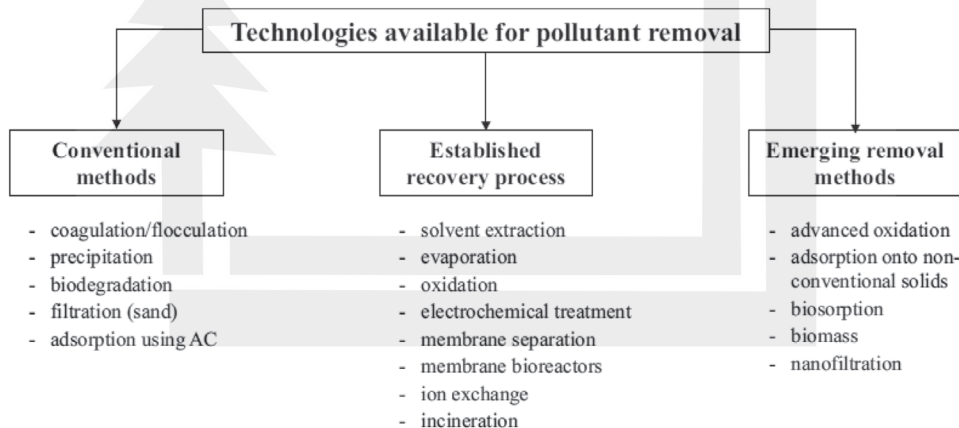 Technologies available for pollutant removal
Conventional
methods
- coagulation/flocculation
- precipitation
- biodegradation
- filtration (sand)
- adsorption using AC
Established
recovery process
- solvent extraction
- evaporation
- oxidation
- electrochemical treatment
- membrane separation
- membrane bioreactors
- ion exchange
- incineration
Emerging removal
methods
- advanced oxidation
- adsorption onto non-
conventional solids
- biosorption
- biomass
- nanofiltration